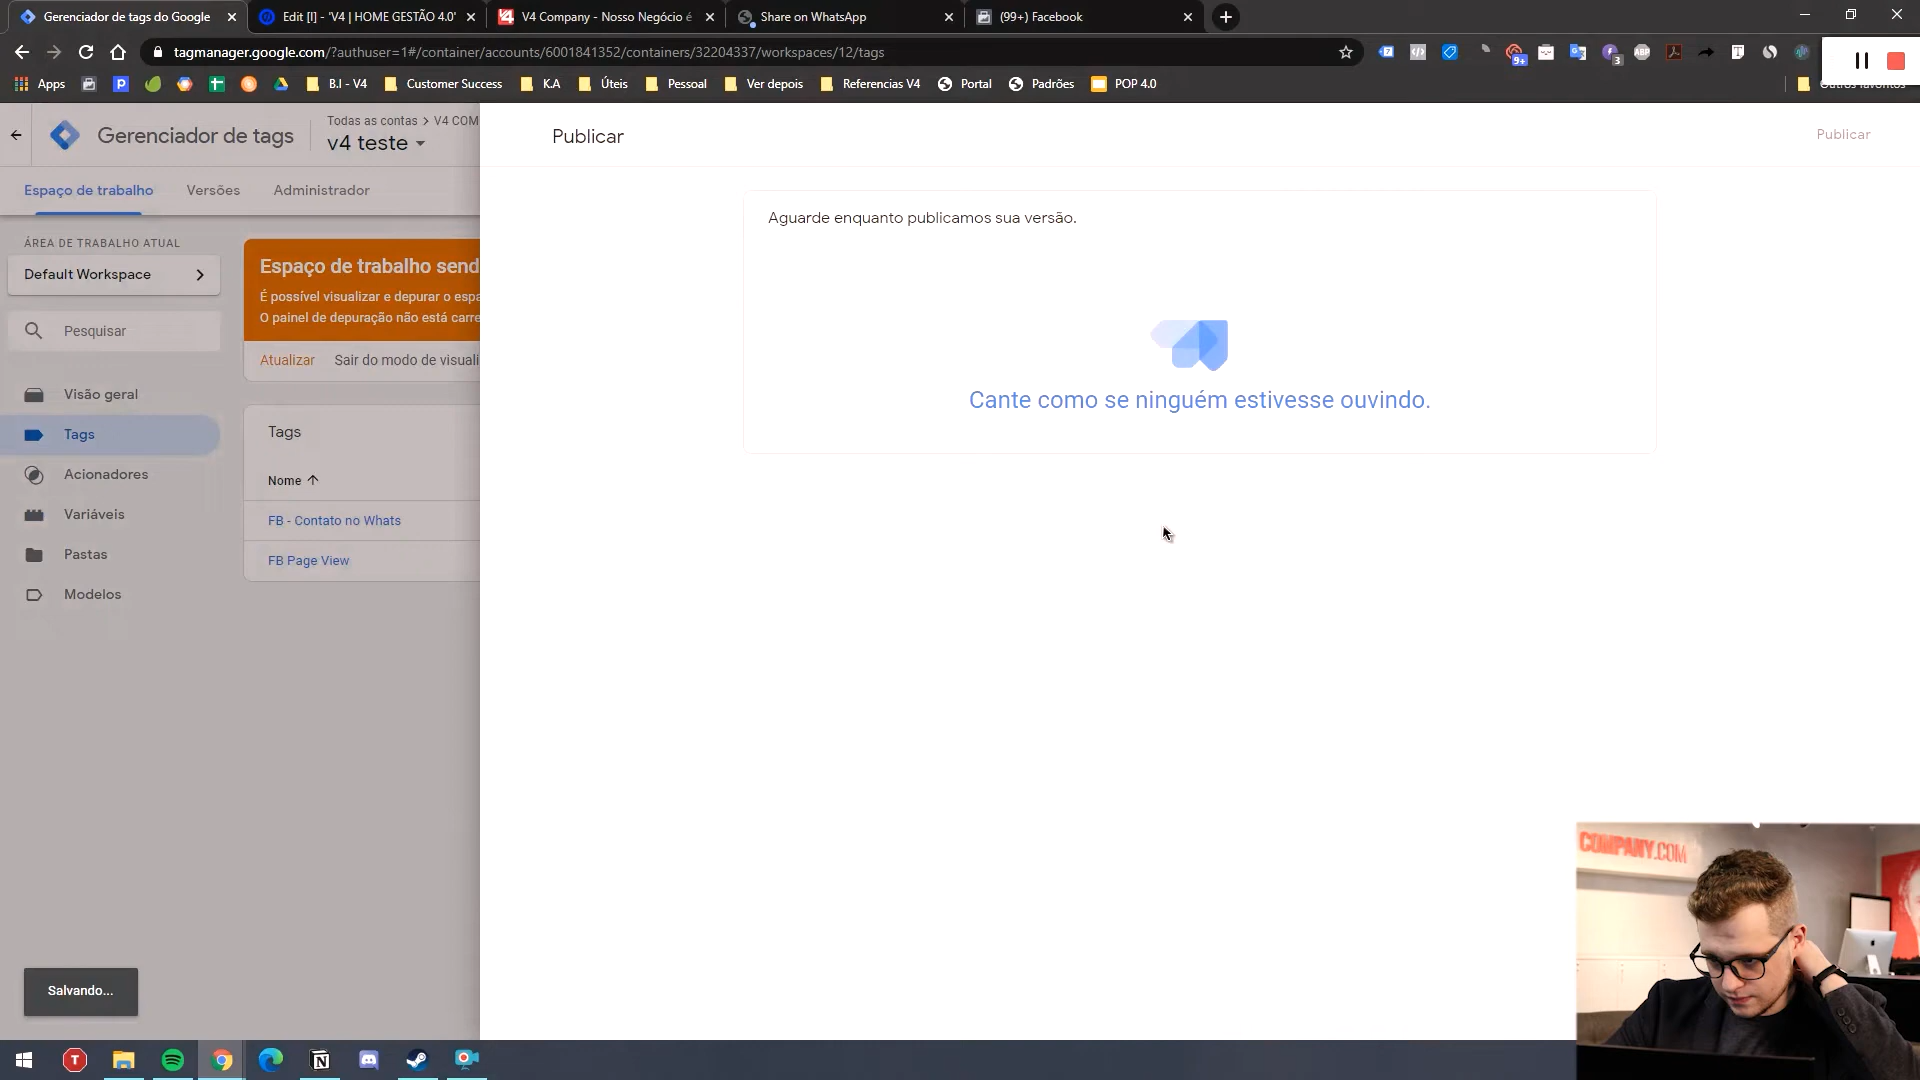 Gerenciador de tags do Google
Edit [l] - 'V4 | HOME GESTÃO 4.0'
V4 Company - Nosso Negócio é
Share on WhatsApp
(99+) Facebook
tagmanager.google.com/?authuser=1#/container/accounts/6001841352/containers/32204337/workspaces/12/tags
Apps
B.I - V4
Customer Success
K.A
Úteis
Pessoal
Ver depois
Referencias V4
Portal
Padrões
POP 4.0
Outros favoritos
Gerenciador de tags
Todas as contas > V4 COM
v4 teste
Publicar
Publicar
Espaço de trabalho
Versões
Administrador
Aguarde enquanto publicamos sua versão.
Cante como se ninguém estivesse ouvindo.
ÁREA DE TRABALHO ATUAL
Default Workspace
Pesquisar
Visão geral
Tags
Acionadores
Variáveis
Pastas
Modelos
Espaço de trabalho send
É possível visualizar e depurar o espa
O painel de depuração não está carre
Atualizar
Sair do modo de visuali
Tags
Nome
FB - Contato no Whats
FB Page View
Salvando...
COMPANY.COM